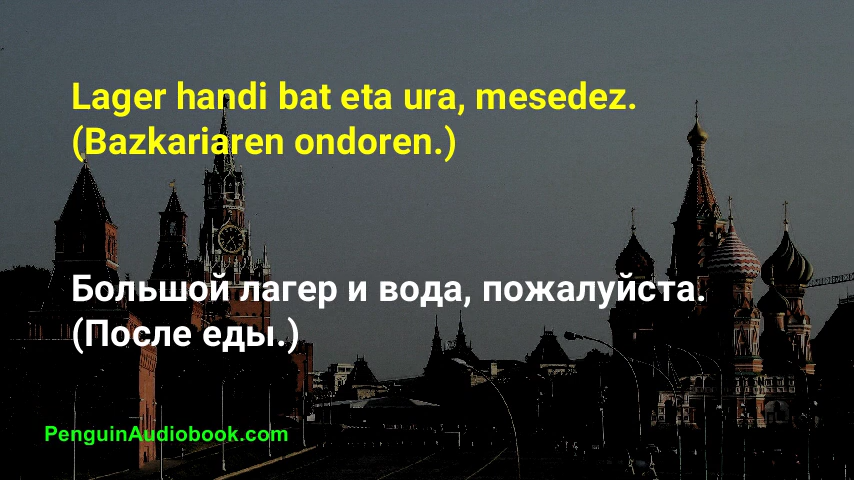 Lager handi bat eta ura, mesedez.
(Bazkariaren ondoren.)
Большой лагер и вода, пожалуйста.
(После еды.)
PenguinAudiobook.com